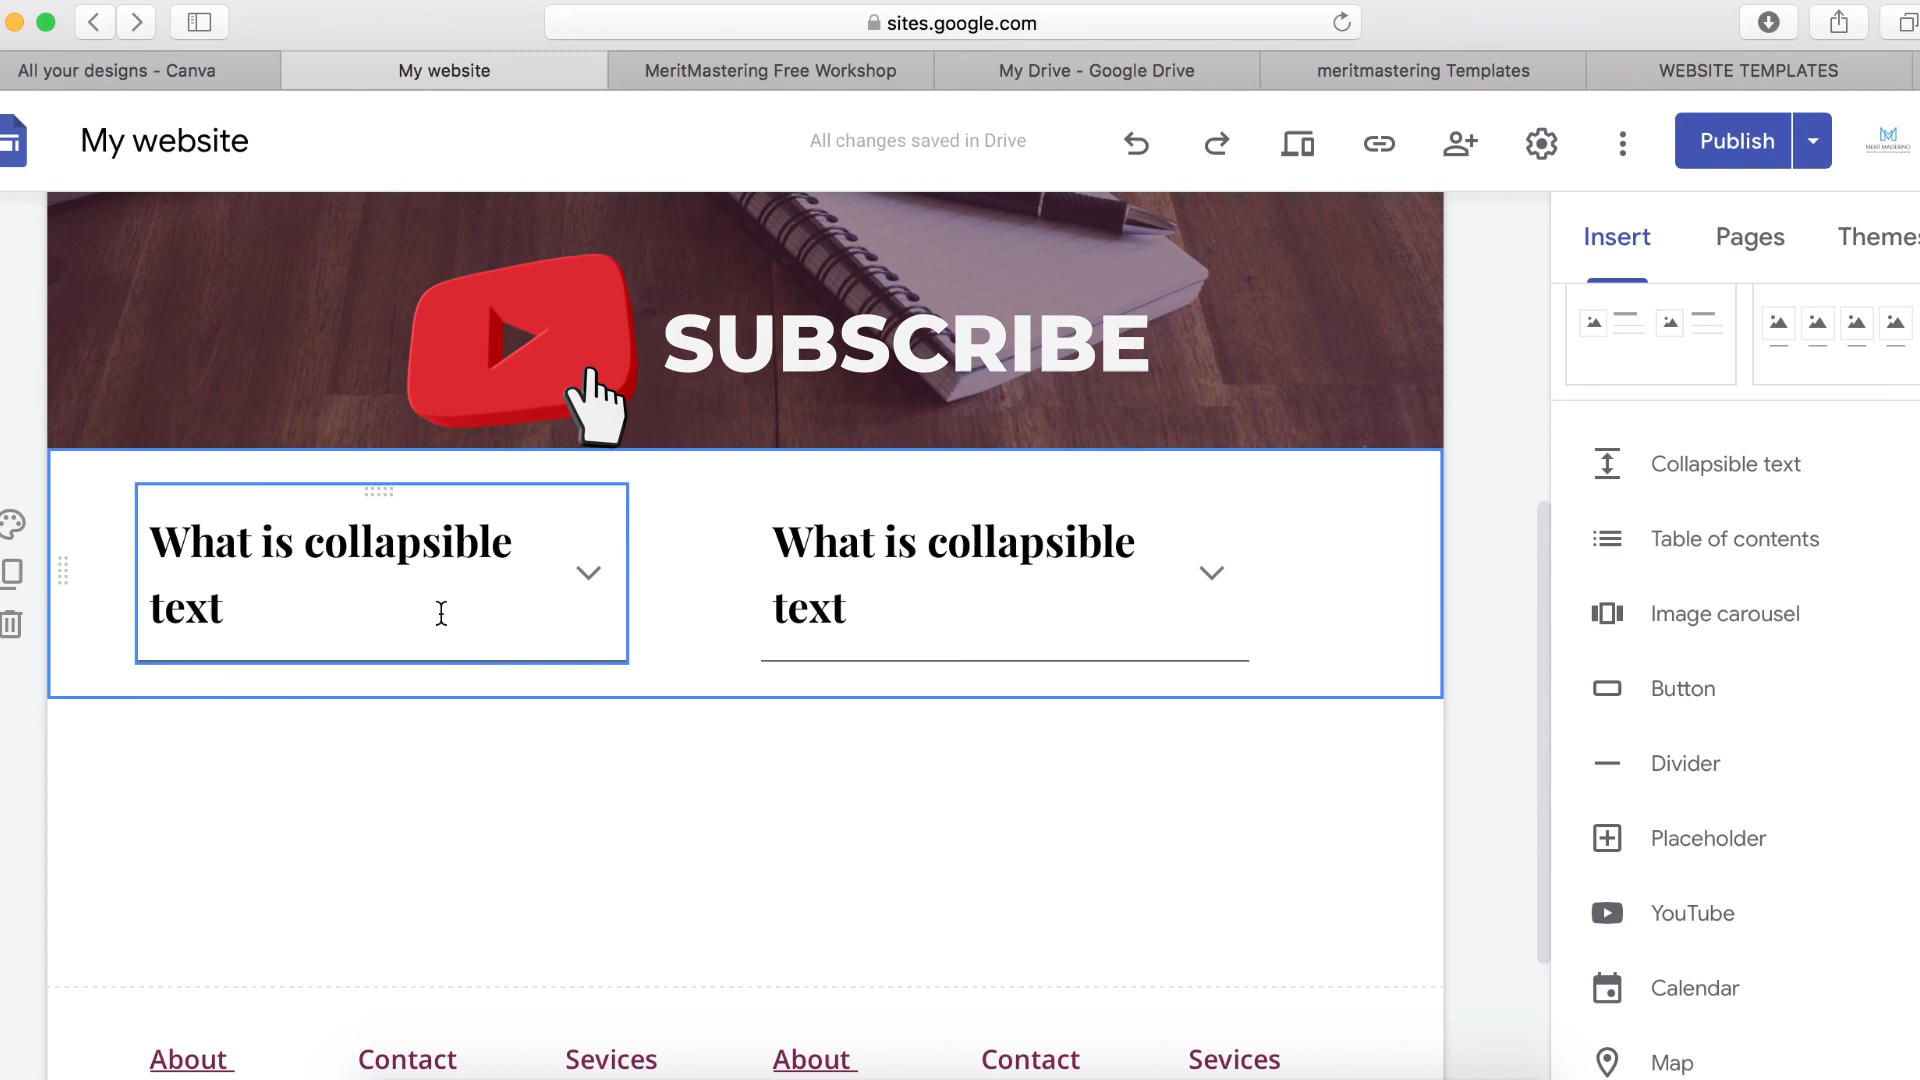 sites.google.com
All your designs - Canva
My website
MeritMastering Free Workshop
My Drive - Google Drive
meritmastering Templates
WEBSITE TEMPLATES
My website
All changes saved in Drive
Publish
MERIT MASTERING
Insert
Pages
Themes
SUBSCRIBE
What is collapsible
text
What is collapsible
text
Collapsible text
Table of contents
Image carousel
Button
Divider
Placeholder
YouTube
Calendar
Map
About
Contact
Sevices
About
Contact
Sevices